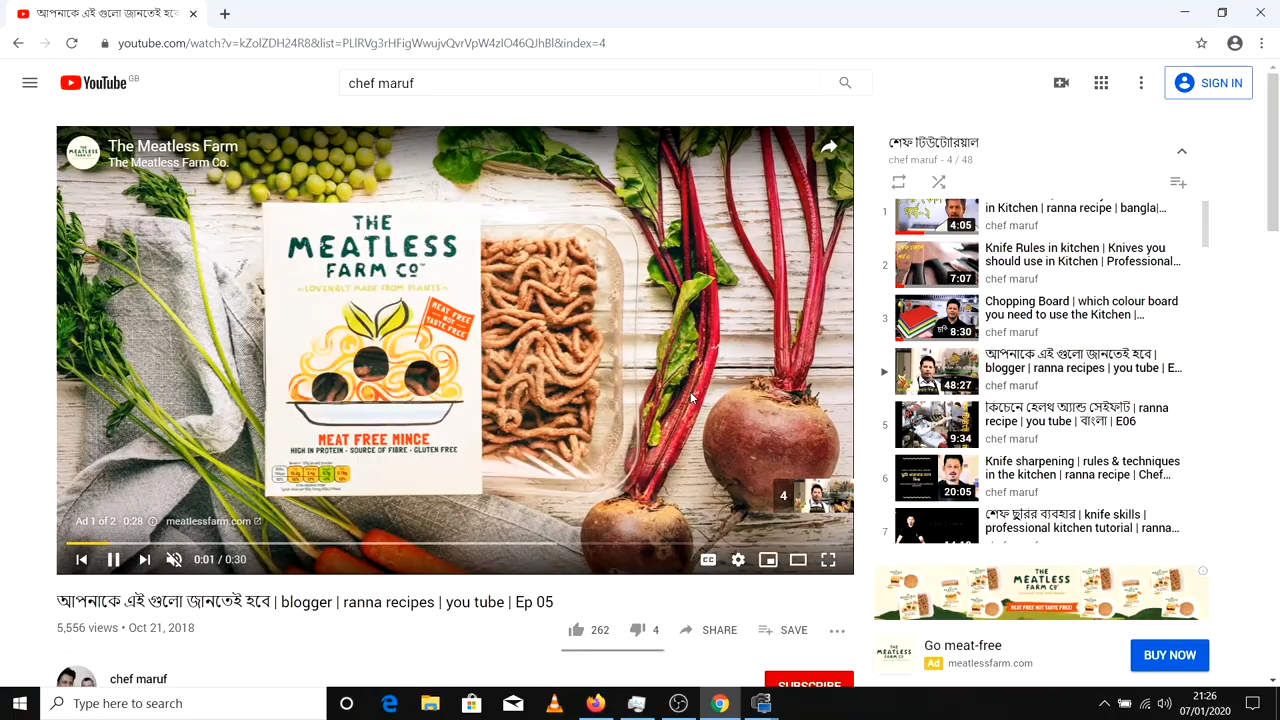 আপনাকে এই গুলো জানতেই হবে
youtube.com/watch?v=kZolZDH24R8&list=PLlRVg3rHFigWwujvQvrVpW4zIO46QJhBl&index=4
YouTube GB
chef maruf
SIGN IN
The Meatless Farm
The Meatless Farm Co.
THE
MEATLESS
FARM CO
LOVINGLY MADE FROM PLANTS
MEAT FREE
NOT
TASTE FREE!
MEAT FREE MINCE
HIGH IN PROTEIN · SOURCE OF FIBRE · GLUTEN FREE
4
Ad 1 of 2 · 0:28 meatlessfarm.com
0:01 / 0:30
CC
আপনাকে এই গুলো জানতেই হবে | blogger | ranna recipes | you tube | Ep 05
5,556 views • Oct 21, 2018
262 4 SHARE SAVE
chef maruf
SUBSCRIBE
শেফ টিউটোরিয়াল
chef maruf - 4 / 48
1
in Kitchen | ranna recipe | bangla|...
chef maruf
4:05
2
Knife Rules in kitchen | Knives you
should use in Kitchen | Professional...
chef maruf
7:07
3
Chopping Board | which colour board
you need to use the Kitchen |...
chef maruf
8:30
আপনাকে এই গুলো জানতেই হবে |
blogger | ranna recipes | you tube | E...
chef maruf
48:27
5
কিচেনে হেলথ অ্যান্ড সেইফটি | ranna
recipe | you tube | বাংলা | E06
chef maruf
9:34
6
Knife sharpening | rules & techniques
in the kitchen | ranna recipe | Chef...
chef maruf
20:05
7
শেফ ছুরির ব্যবহার | knife skills |
professional kitchen tutorial | ranna...
THE
MEATLESS
FARM CO
MEAT FREE NOT TASTE FREE!
Go meat-free
Ad meatlessfarm.com
BUY NOW
Type here to search
21:26
07/01/2020